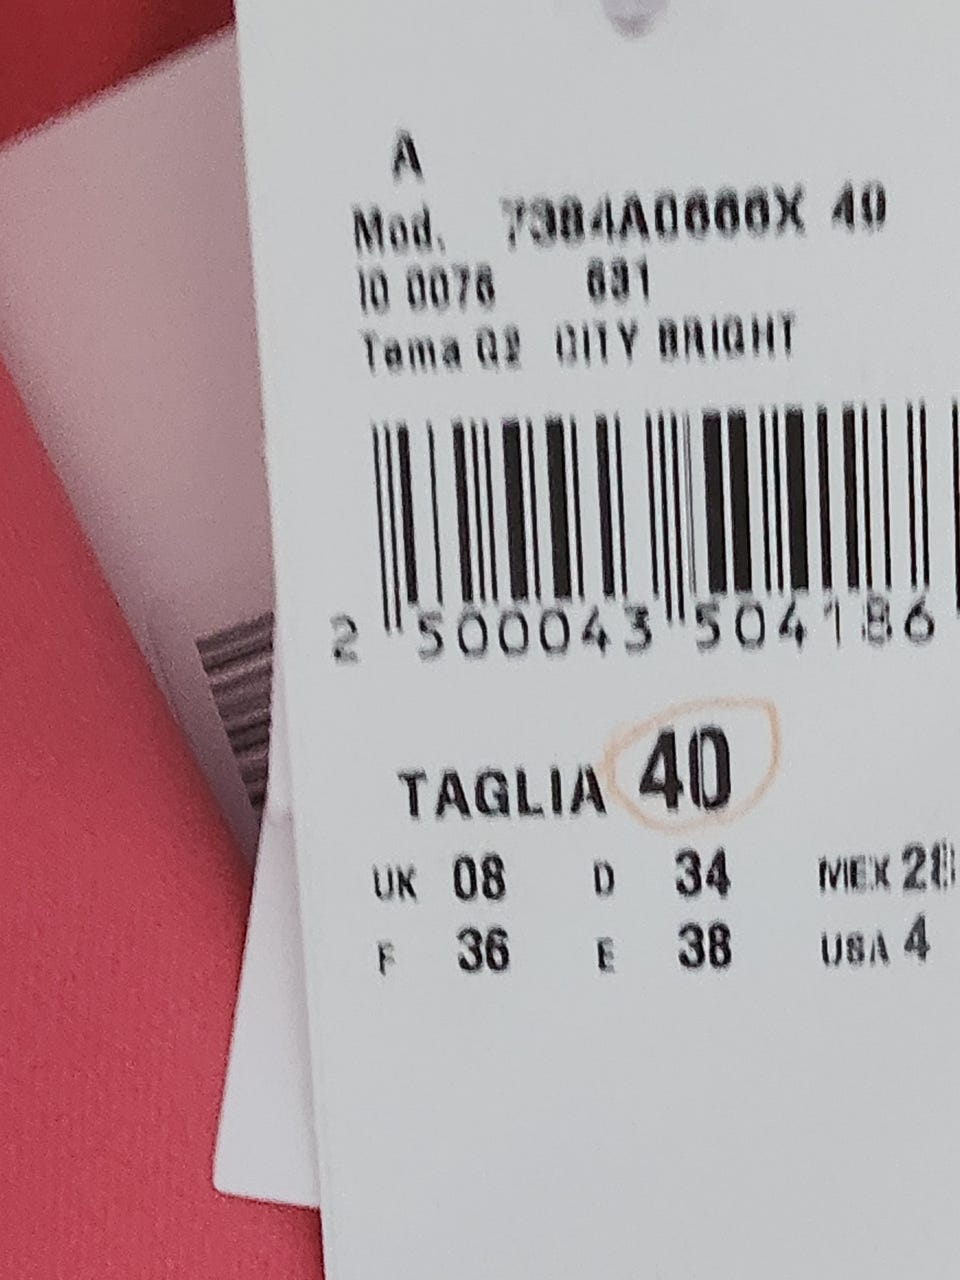 A
Mod. 7384A0666X 40
10 0076 631
Tema 02 CITY BRIGHT
2 500043 504186
TAGLIA 40
UK 08 D 34 MEX 28
F 36 E 38 USA 4